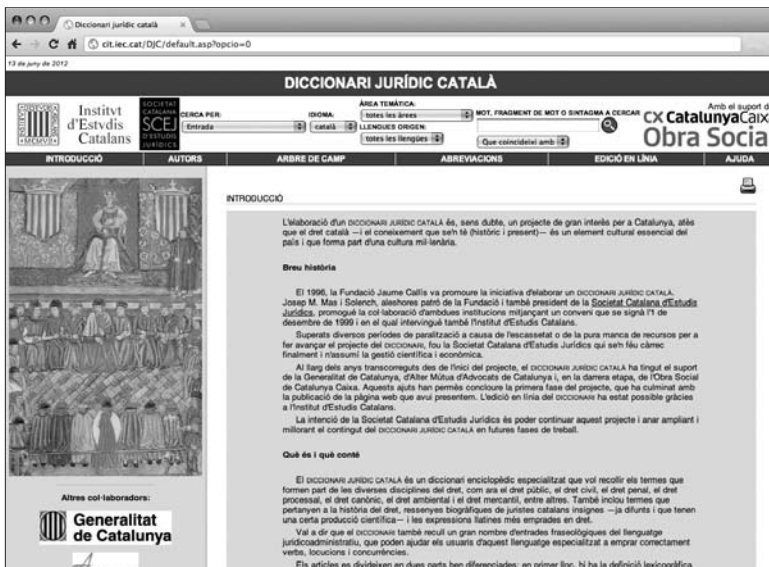 Diccionari jurídic català
cit.iec.cat/DJC/default.asp?opcio=0
13 de juny de 2012
DICCIONARI JURÍDIC CATALÀ
Institvt
d'Estvdis
Catalans
SOCIETAT
CATALANA
SCEJ
D'ESTUDIS
JURÍDICS
CERCA PER:
Entrada
IDIOMA:
català
ÀREA TEMÀTICA:
totes les àrees
LLENGUES ORIGEN:
totes les llengües
MOT, FRAGMENT DE MOT O SINTAGMA A CERCAR
Que coincideixi amb
Amb el suport d
CX CatalunyaCaix
Obra Socia
INTRODUCCIÓ AUTORS ARBRE DE CAMP ABREVIACIONS EDICIÓ EN LÍNIA AJUDA
INTRODUCCIÓ
L'elaboració d'un DICCIONARI JURÍDIC CATALÀ és, sens dubte, un projecte de gran interès per a Catalunya, atès
que el dret català —i el coneixement que se'n té (històric i present)— és un element cultural essencial del
país i que forma part d'una cultura mil·lenària.
Breu història
El 1996, la Fundació Jaume Callís va promoure la iniciativa d'elaborar un DICCIONARI JURÍDIC CATALÀ.
Josep M. Mas i Solench, aleshores patró de la Fundació i també president de la Societat Catalana d'Estudis
Jurídics, promogué la col·laboració d'ambdues institucions mitjançant un conveni que se signà l'1 de
desembre de 1999 i en el qual intervingué també l'Institut d'Estudis Catalans.
Superats diversos períodes de paralització a causa de l'escassetat o de la pura manca de recursos per a
fer avançar el projecte del DICCIONARI, fou la Societat Catalana d'Estudis Jurídics qui se'n féu càrrec
finalment i n'assumí la gestió científica i econòmica.
Al llarg dels anys transcorreguts des de l'inici del projecte, el DICCIONARI JURÍDIC CATALÀ ha tingut el suport
de la Generalitat de Catalunya, d'Alter Mútua d'Advocats de Catalunya i, en la darrera etapa, de l'Obra Social
de Catalunya Caixa. Aquests ajuts han permès concloure la primera fase del projecte, que ha culminat amb
la publicació de la pàgina web que avui presentem. L'edició en línia del DICCIONARI ha estat possible gràcies
a l'Institut d'Estudis Catalans.
La intenció de la Societat Catalana d'Estudis Jurídics és poder continuar aquest projecte i anar ampliant i
millorant el contingut del DICCIONARI JURÍDIC CATALÀ en futures fases de treball.
Què és i què conté
El DICCIONARI JURÍDIC CATALÀ és un diccionari enciclopèdic especialitzat que vol recollir els termes que
formen part de les diverses disciplines del dret, com ara el dret públic, el dret civil, el dret penal, el dret
processal, el dret canònic, el dret ambiental i el dret mercantil, entre altres. També inclou termes que
pertanyen a la història del dret, ressenyes biogràfiques de juristes catalans insignes —ja difunts i que tenen
una certa producció científica— i les expressions llatines més emprades en dret.
Val a dir que el DICCIONARI també recull un gran nombre d'entrades fraseològiques del llenguatge
juridicoadministratiu, que poden ajudar els usuaris d'aquest llenguatge especialitzat a emprar correctament
verbs, locucions i concurrències.
Els articles es divideixen en dues parts ben diferenciades: en primer lloc, hi ha la definició lexicogràfica
Altres col·laboradors:
Generalitat
de Catalunya